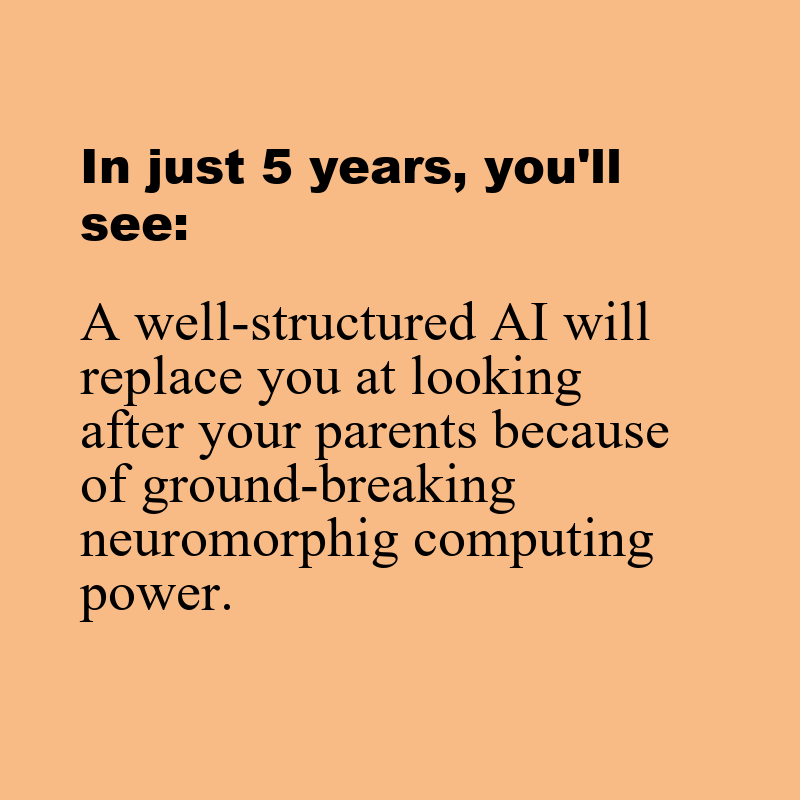 In just 5 years, you'll
see:
A well-structured AI will
replace you at looking
after your parents because
of ground-breaking
neuromorphig computing
power.